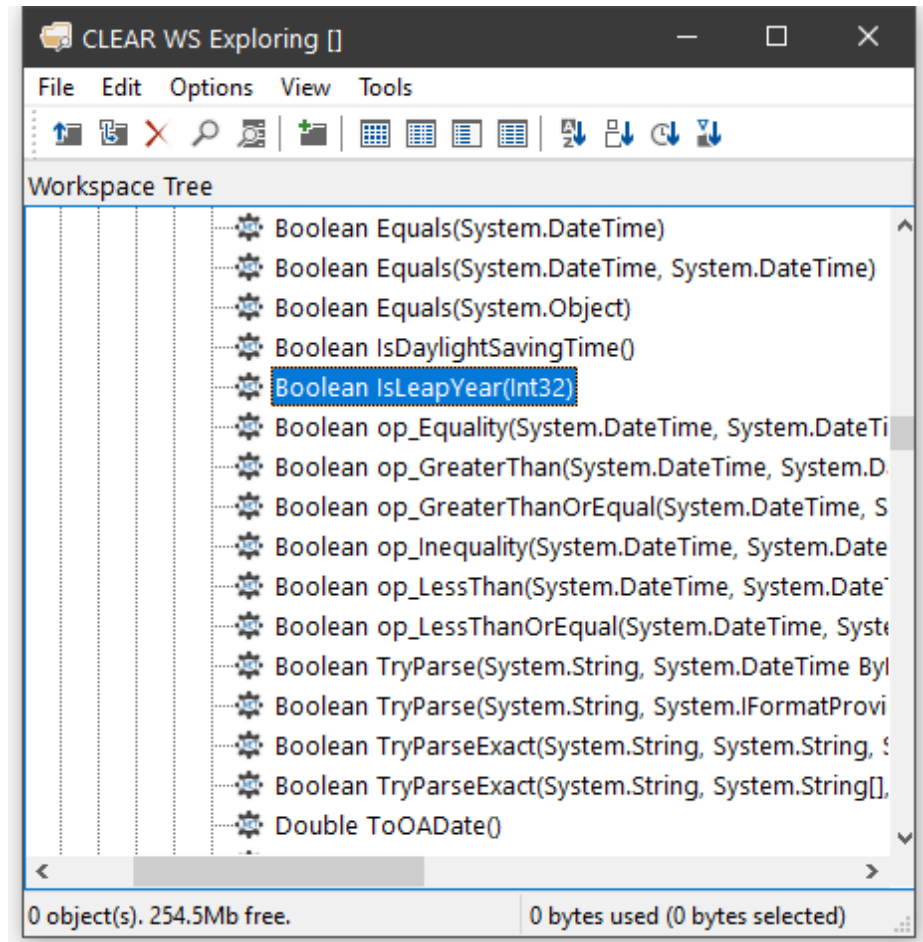 CLEAR WS Exploring []
File Edit Options View Tools
Workspace Tree
Boolean Equals(System.DateTime)
Boolean Equals(System.DateTime, System.DateTime)
Boolean Equals(System.Object)
Boolean IsDaylightSavingTime()
Boolean IsLeapYear(Int32)
Boolean op_Equality(System.DateTime, System.DateTi
Boolean op_GreaterThan(System.DateTime, System.D
Boolean op_GreaterThanOrEqual(System.DateTime, S
Boolean op_Inequality(System.DateTime, System.Date
Boolean op_LessThan(System.DateTime, System.Date
Boolean op_LessThanOrEqual(System.DateTime, Syste
Boolean TryParse(System.String, System.DateTime By
Boolean TryParse(System.String, System.IFormatProvi
Boolean TryParseExact(System.String, System.String, S
Boolean TryParseExact(System.String, System.String[],
Double ToOADate()
0 object(s). 254.5Mb free. 0 bytes used (0 bytes selected)